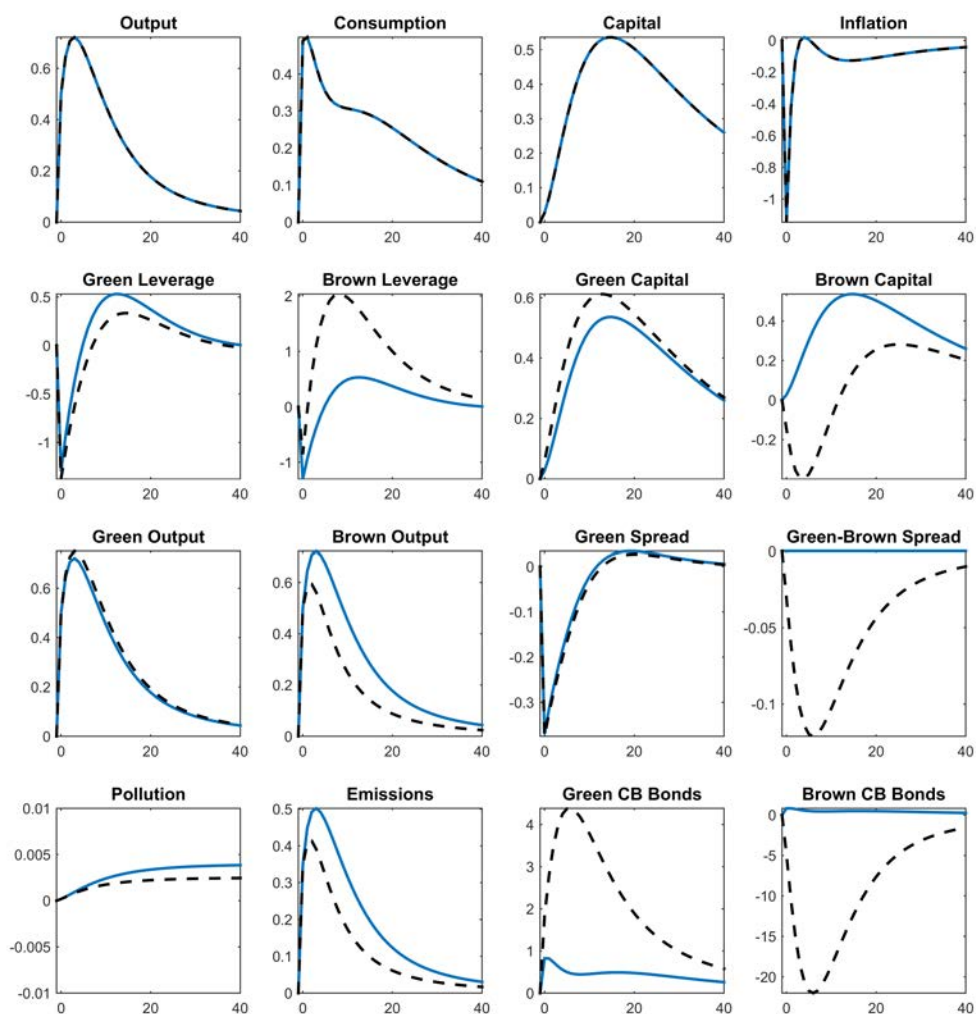 Output
0.6
0.4
0.2
0
0 20 40
Consumption
0.4
0.3
0.2
0.1
0
0 20 40
Capital
0.5
0.4
0.3
0.2
0.1
0
0 20 40
Inflation
0
-0.2
-0.4
-0.6
-0.8
-1
0 20 40
Green Leverage
0.5
0
-0.5
-1
0 20 40
Brown Leverage
2
1
0
-1
0 20 40
Green Capital
0.6
0.4
0.2
0
0 20 40
Brown Capital
0.4
0.2
0
-0.2
0 20 40
Green Output
0.6
0.4
0.2
0
0 20 40
Brown Output
0.6
0.4
0.2
0
0 20 40
Green Spread
0
-0.1
-0.2
-0.3
0 20 40
Green-Brown Spread
0
-0.05
-0.1
0 20 40
Pollution
0.01
0.005
0
-0.005
-0.01
0 20 40
Emissions
0.5
0.4
0.3
0.2
0.1
0
0 20 40
Green CB Bonds
4
3
2
1
0
0 20 40
Brown CB Bonds
0
-5
-10
-15
-20
0 20 40